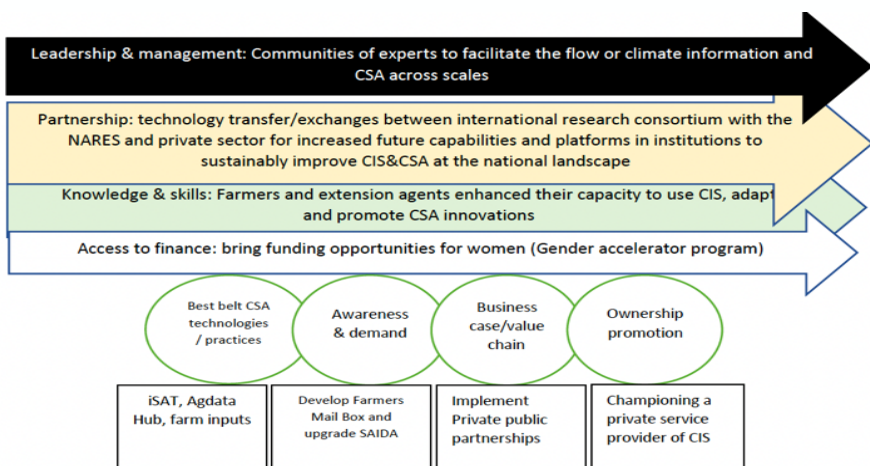 Leadership & management: Communities of experts to facilitate the flow or climate information and
CSA across scales
Partnership: technology transfer/exchanges between international research consortium with the
NARES and private sector for increased future capabilities and platforms in institutions to
sustainably improve CIS&CSA at the national landscape
Knowledge & skills: Farmers and extension agents enhanced their capacity to use CIS, adapt
and promote CSA innovations
Access to finance: bring funding opportunities for women (Gender accelerator program)
Best belt CSA
technologies
/ practices
Awareness
& demand
Business
case/value
chain
Ownership
promotion
iSAT, Agdata
Hub, farm inputs
Develop Farmers
Mail Box and
upgrade SAIDA
Implement
Private public
partnerships
Championing a
private service
provider of CIS